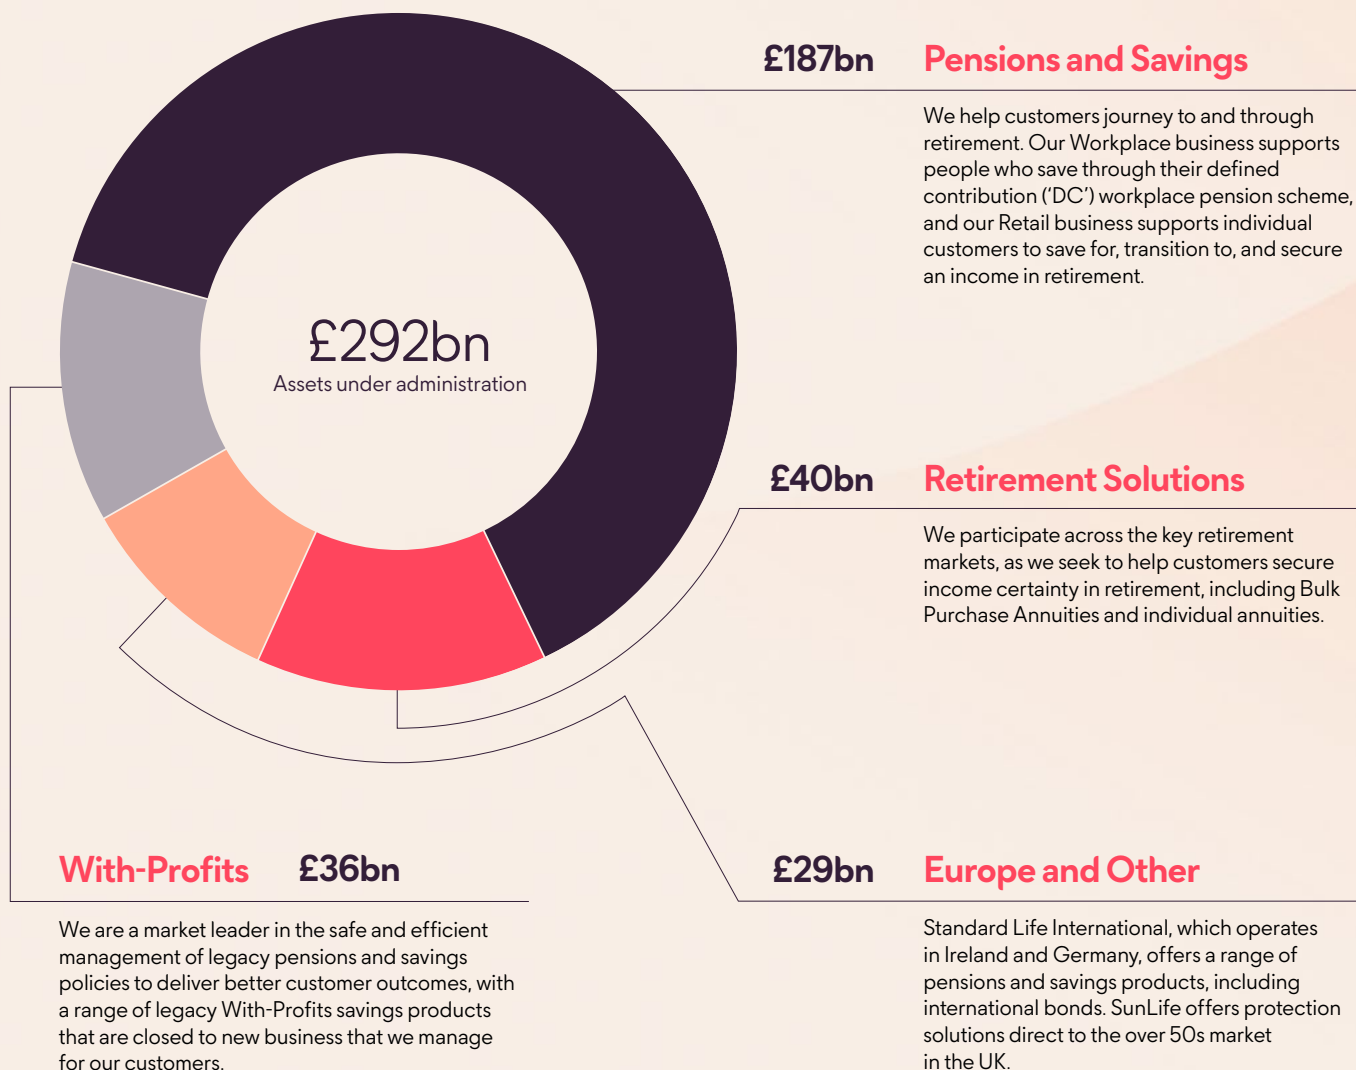 £187bn Pensions and Savings
We help customers journey to and through
retirement. Our Workplace business supports
people who save through their defined
contribution (‘DC’) workplace pension scheme,
and our Retail business supports individual
customers to save for, transition to, and secure
an income in retirement.
£292bn
Assets under administration
£40bn Retirement Solutions
We participate across the key retirement
markets, as we seek to help customers secure
income certainty in retirement, including Bulk
Purchase Annuities and individual annuities.
With-Profits £36bn
We are a market leader in the safe and efficient
management of legacy pensions and savings
policies to deliver better customer outcomes, with
a range of legacy With-Profits savings products
that are closed to new business that we manage
for our customers.
£29bn Europe and Other
Standard Life International, which operates
in Ireland and Germany, offers a range of
pensions and savings products, including
international bonds. SunLife offers protection
solutions direct to the over 50s market
in the UK.